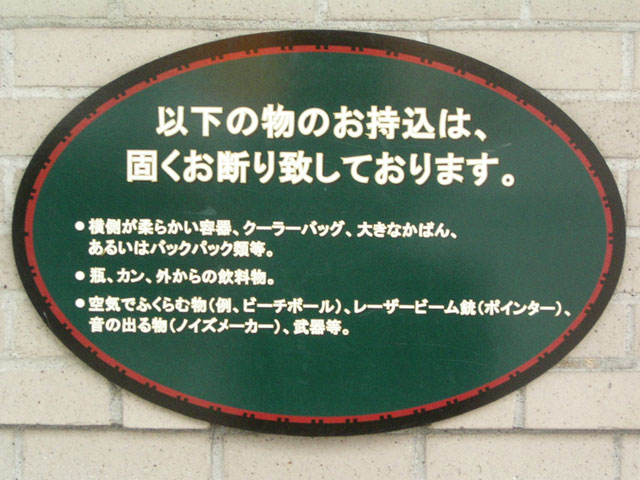 以下の物のお持込は、
固くお断り致しております。
●横側が柔らかい容器、クーラーバッグ、大きなかばん、
あるいはバックパック類等。
●瓶、カン、外からの飲料物。
●空気でふくらむ物(例、ビーチボール)、レーザービーム銃(ポインター)、
音の出る物(ノイズメーカー)、武器等。